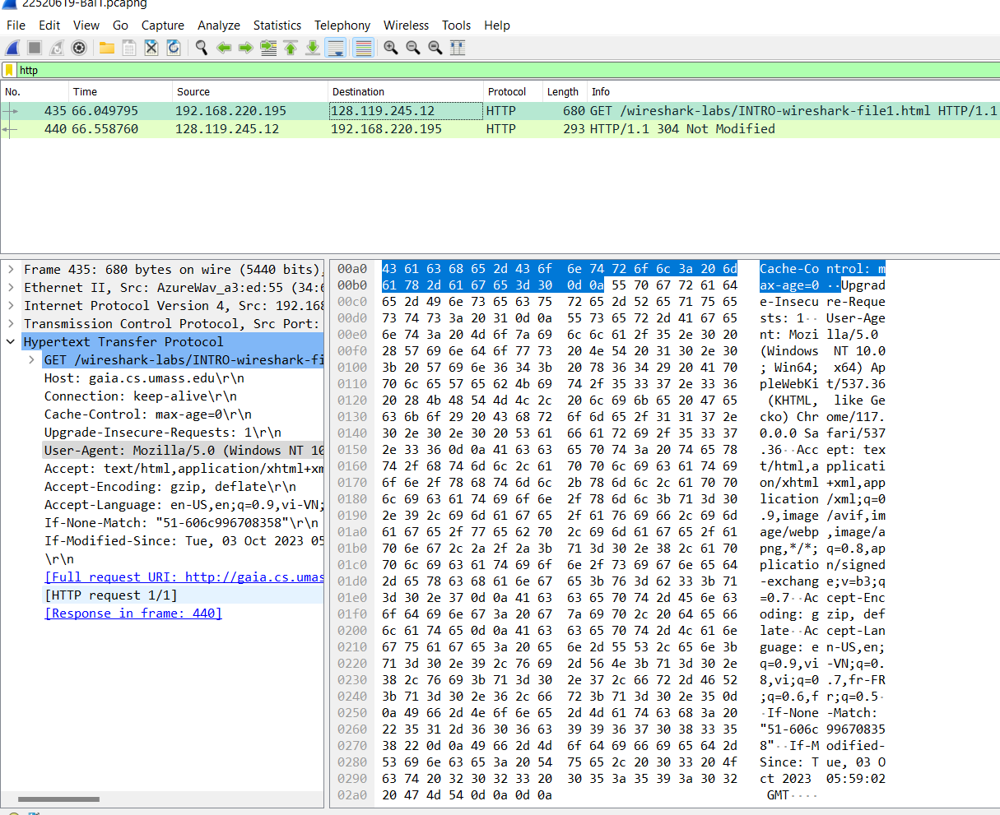 22520619-Bai1.pcapng
File Edit View Go Capture Analyze Statistics Telephony Wireless Tools Help
http
No. Time Source Destination Protocol Length Info
435 66.049795 192.168.220.195 128.119.245.12 HTTP 680 GET /wireshark-labs/INTRO-wireshark-file1.html HTTP/1.1
440 66.558760 128.119.245.12 192.168.220.195 HTTP 293 HTTP/1.1 304 Not Modified
Frame 435: 680 bytes on wire (5440 bits),
Ethernet II, Src: AzureWav_a3:ed:55 (34:6
Internet Protocol Version 4, Src: 192.168
Transmission Control Protocol, Src Port:
Hypertext Transfer Protocol
GET /wireshark-labs/INTRO-wireshark-fi
Host: gaia.cs.umass.edu\r\n
Connection: keep-alive\r\n
Cache-Control: max-age=0\r\n
Upgrade-Insecure-Requests: 1\r\n
User-Agent: Mozilla/5.0 (Windows NT 10
Accept: text/html,application/xhtml+xm
Accept-Encoding: gzip, deflate\r\n
Accept-Language: en-US,en;q=0.9,vi-VN;
If-None-Match: "51-606c996708358"\r\n
If-Modified-Since: Tue, 03 Oct 2023 05
\r\n
[Full request URI: http://gaia.cs.umas
[HTTP request 1/1]
[Response in frame: 440]
00a0 43 61 63 68 65 2d 43 6f 6e 74 72 6f 6c 3a 20 6d Cache-Co ntrol: m
00b0 61 78 2d 61 67 65 3d 30 0d 0a 55 70 67 72 61 64 ax-age=0 ··Upgrad
00c0 65 2d 49 6e 73 65 63 75 72 65 2d 52 65 71 75 65 e-Insecu re-Reque
00d0 73 74 73 3a 20 31 0d 0a 55 73 65 72 2d 41 67 65 sts: 1·· User-Age
00e0 6e 74 3a 20 4d 6f 7a 69 6c 6c 61 2f 35 2e 30 20 nt: Mozi lla/5.0
00f0 28 57 69 6e 64 6f 77 73 20 4e 54 20 31 30 2e 30 (Windows NT 10.0
0100 3b 20 57 69 6e 36 34 3b 20 78 36 34 29 20 41 70 ; Win64; x64) Ap
0110 70 6c 65 57 65 62 4b 69 74 2f 35 33 37 2e 33 36 pleWebKi t/537.36
0120 20 28 4b 48 54 4d 4c 2c 20 6c 69 6b 65 20 47 65 (KHTML, like Ge
0130 63 6b 6f 29 20 43 68 72 6f 6d 65 2f 31 31 37 2e cko) Chr ome/117.
0140 30 2e 30 2e 30 20 53 61 66 61 72 69 2f 35 33 37 0.0.0 Sa fari/537
0150 2e 33 36 0d 0a 41 63 63 65 70 74 3a 20 74 65 78 .36··Acc ept: tex
0160 74 2f 68 74 6d 6c 2c 61 70 70 6c 69 63 61 74 69 t/html,a pplicati
0170 6f 6e 2f 78 68 74 6d 6c 2b 78 6d 6c 2c 61 70 70 on/xhtml +xml,app
0180 6c 69 63 61 74 69 6f 6e 2f 78 6d 6c 3b 71 3d 30 lication /xml;q=0
0190 2e 39 2c 69 6d 61 67 65 2f 61 76 69 66 2c 69 6d .9,image /avif,im
01a0 61 67 65 2f 77 65 62 70 2c 69 6d 61 67 65 2f 61 age/webp ,image/a
01b0 70 6e 67 2c 2a 2f 2a 3b 71 3d 30 2e 38 2c 61 70 png,*/*; q=0.8,ap
01c0 70 6c 69 63 61 74 69 6f 6e 2f 73 69 67 6e 65 64 plicatio n/signed
01d0 2d 65 78 63 68 61 6e 67 65 3b 76 3d 62 33 3b 71 -exchang e;v=b3;q
01e0 3d 30 2e 37 0d 0a 41 63 63 65 70 74 2d 45 6e 63 =0.7··Ac cept-Enc
01f0 6f 64 69 6e 67 3a 20 67 7a 69 70 2c 20 64 65 66 oding: g zip, def
0200 6c 61 74 65 0d 0a 41 63 63 65 70 74 2d 4c 61 6e late··Ac cept-Lan
0210 67 75 61 67 65 3a 20 65 6e 2d 55 53 2c 65 6e 3b guage: e n-US,en;
0220 71 3d 30 2e 39 2c 76 69 2d 56 4e 3b 71 3d 30 2e q=0.9,vi -VN;q=0.
0230 38 2c 76 69 3b 71 3d 30 2e 37 2c 66 72 2d 46 52 8,vi;q=0 .7,fr-FR
0240 3b 71 3d 30 2e 36 2c 66 72 3b 71 3d 30 2e 35 0d ;q=0.6,f r;q=0.5·
0250 0a 49 66 2d 4e 6f 6e 65 2d 4d 61 74 63 68 3a 20 ·If-None -Match:
0260 22 35 31 2d 36 30 36 63 39 39 36 37 30 38 33 35 "51-606c 99670835
0270 38 22 0d 0a 49 66 2d 4d 6f 64 69 66 69 65 64 2d 8"··If-M odified-
0280 53 69 6e 63 65 3a 20 54 75 65 2c 20 30 33 20 4f Since: T ue, 03 O
0290 63 74 20 32 30 32 33 20 30 35 3a 35 39 3a 30 32 ct 2023 05:59:02
02a0 20 47 4d 54 0d 0a 0d 0a GMT····